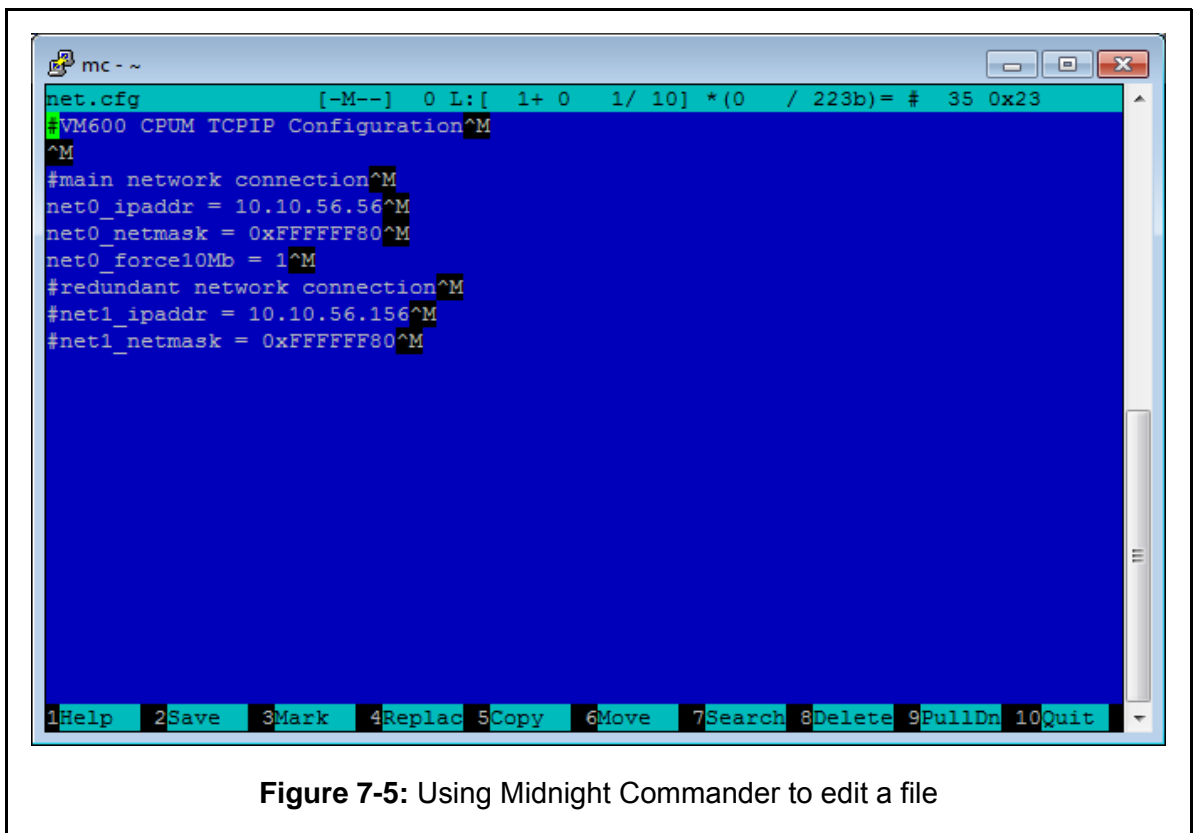 mc - ~
net.cfg [-M--] 0 L:[ 1+ 0 1/ 10] *(0 / 223b)= # 35 0x23
#VM600 CPUM TCPIP Configuration^M
^M
#main network connection^M
net0_ipaddr = 10.10.56.56^M
net0_netmask = 0xFFFFFF80^M
net0_force10Mb = 1^M
#redundant network connection^M
#net1_ipaddr = 10.10.56.156^M
#net1_netmask = 0xFFFFFF80^M
1Help 2Save 3Mark 4Replac 5Copy 6Move 7Search 8Delete 9PullDn 10Quit
Figure 7-5: Using Midnight Commander to edit a file